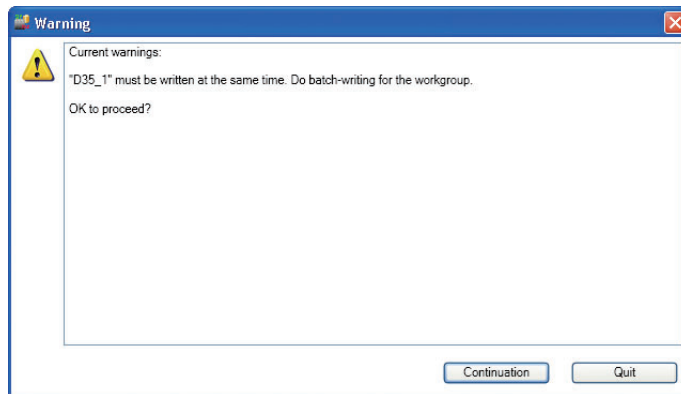 Warning
Current warnings:
"D35_1" must be written at the same time. Do batch-writing for the workgroup.
OK to proceed?
Continuation Quit